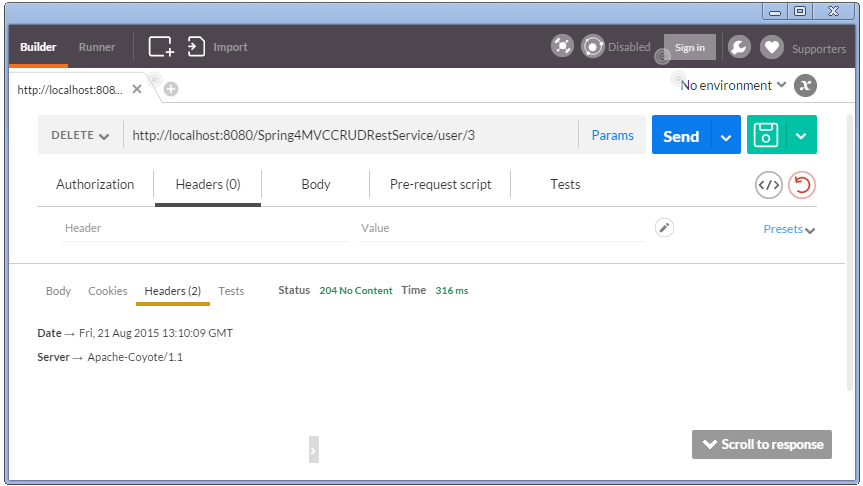 Builder Runner Import Disabled Sign in Supporters
http://localhost:808... No environment x
DELETE http://localhost:8080/Spring4MVCCRUDRestService/user/3 Params Send
Authorization Headers (0) Body Pre-request script Tests </>
Header Value Presets
Body Cookies Headers (2) Tests Status 204 No Content Time 316 ms
Date → Fri, 21 Aug 2015 13:10:09 GMT
Server → Apache-Coyote/1.1
Scroll to response